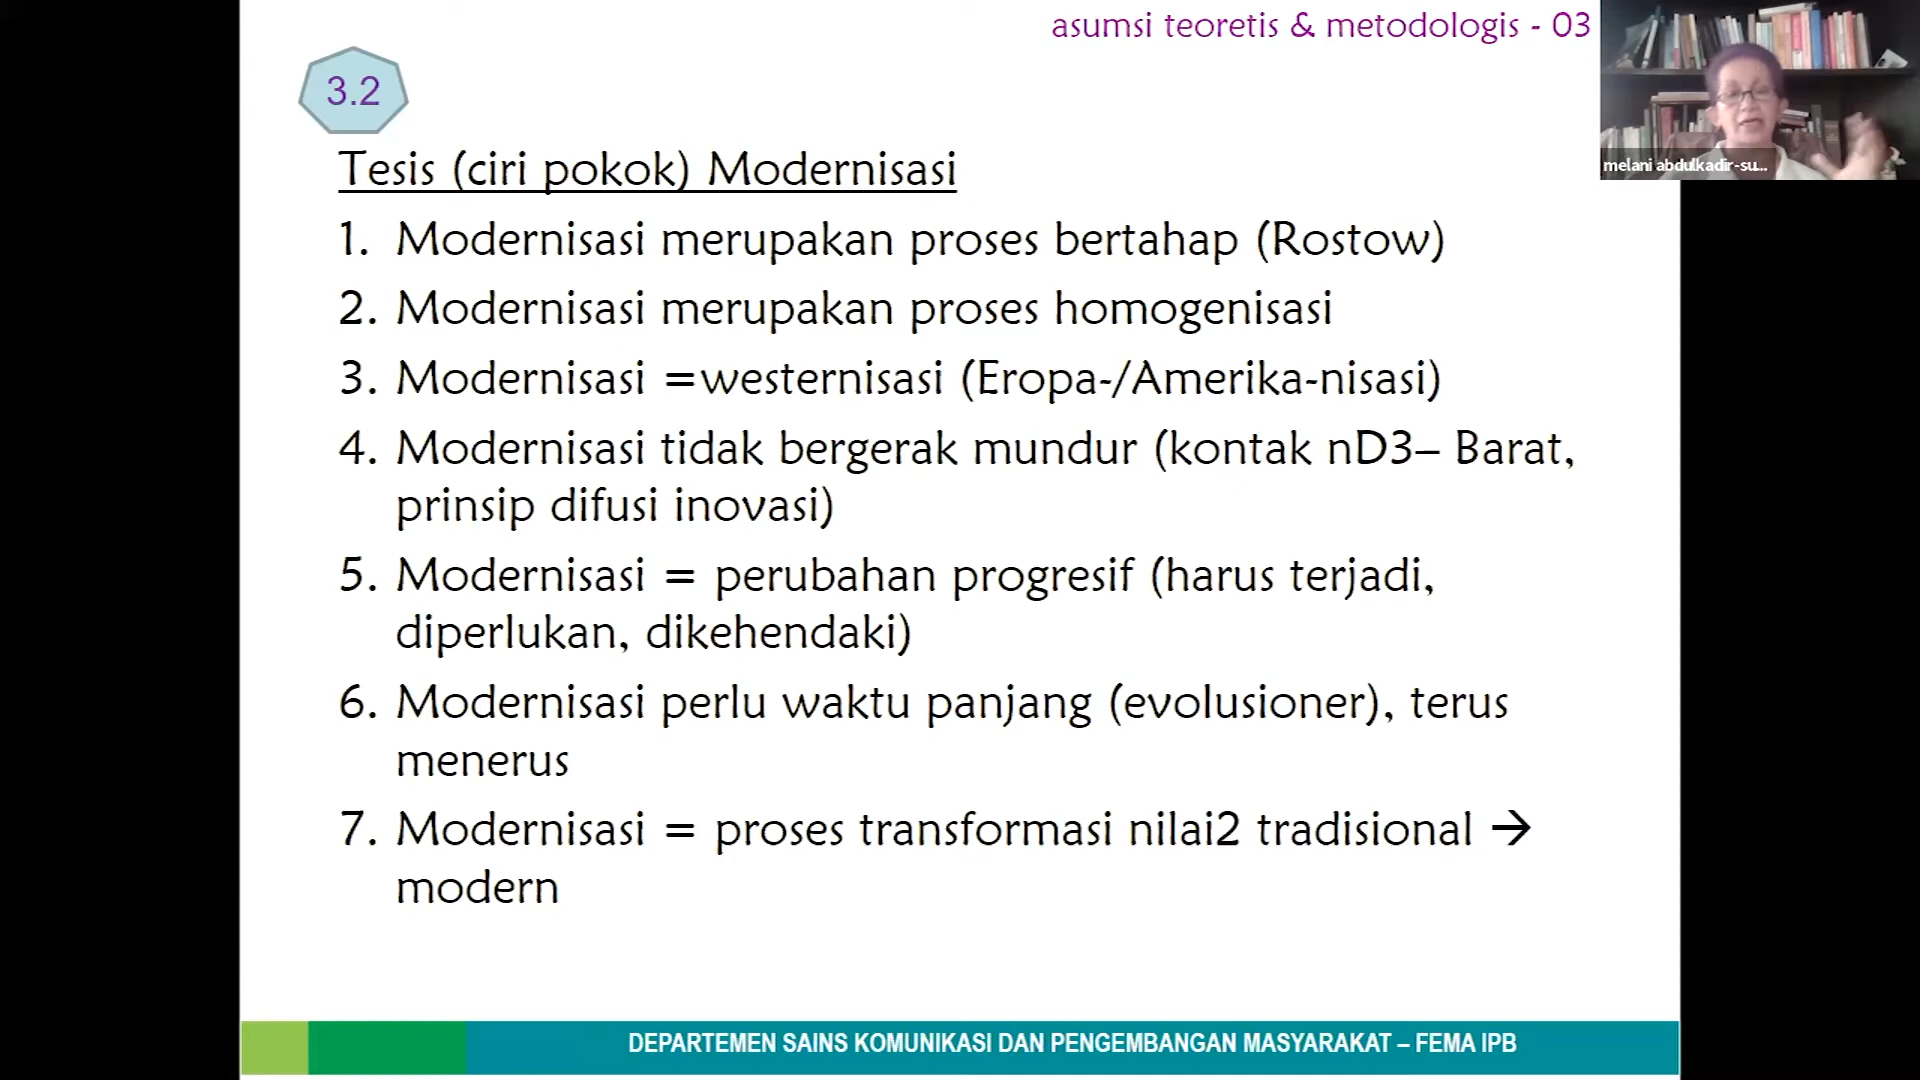 asumsi teoretis & metodologis - 03
3.2
melani abdulkadir-su...
Tesis (ciri pokok) Modernisasi
1. Modernisasi merupakan proses bertahap (Rostow)
2. Modernisasi merupakan proses homogenisasi
3. Modernisasi =westernisasi (Eropa-/Amerika-nisasi)
4. Modernisasi tidak bergerak mundur (kontak nD3– Barat,
prinsip difusi inovasi)
5. Modernisasi = perubahan progresif (harus terjadi,
diperlukan, dikehendaki)
6. Modernisasi perlu waktu panjang (evolusioner), terus
menerus
7. Modernisasi = proses transformasi nilai2 tradisional →
modern
DEPARTEMEN SAINS KOMUNIKASI DAN PENGEMBANGAN MASYARAKAT – FEMA IPB